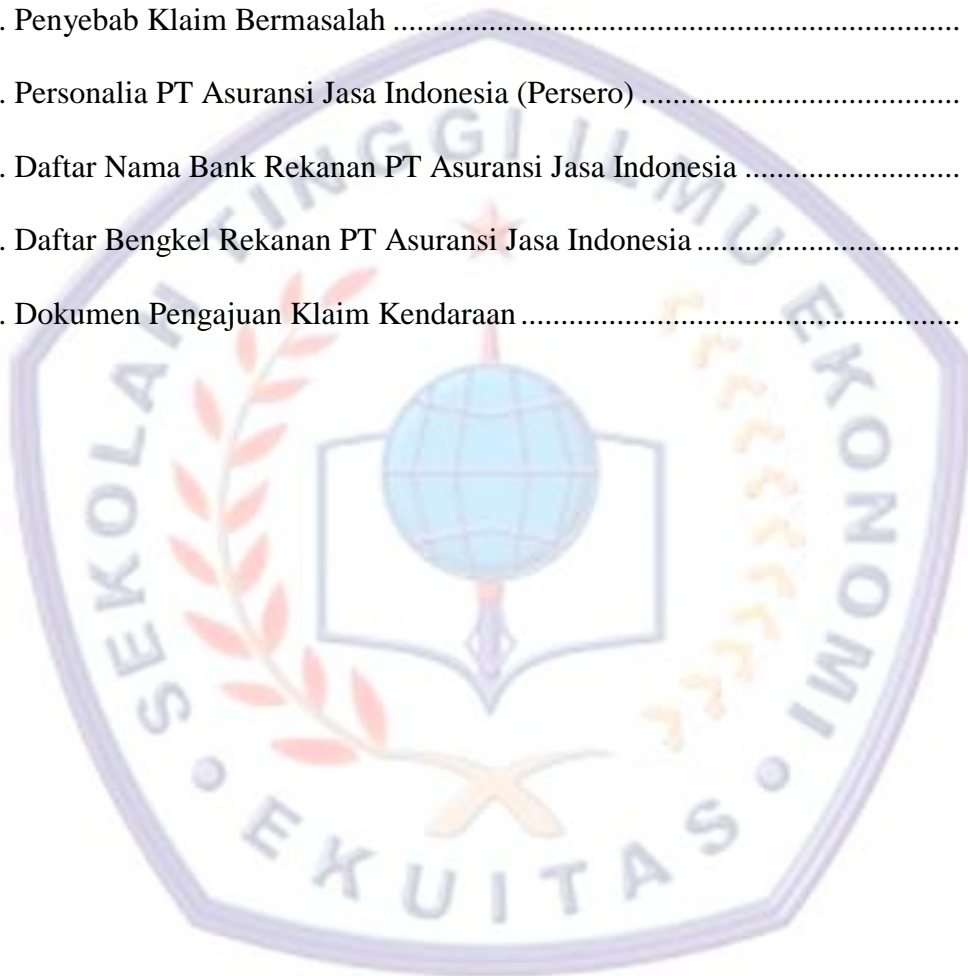 . Penyebab Klaim Bermasalah ........................................................................
. Personalia PT Asuransi Jasa Indonesia (Persero) ........................................
. Daftar Nama Bank Rekanan PT Asuransi Jasa Indonesia ...........................
. Daftar Bengkel Rekanan PT Asuransi Jasa Indonesia .................................
. Dokumen Pengajuan Klaim Kendaraan ........................................................
SEKOLAH TINGGI ILMU EKONOMI
EKUITAS